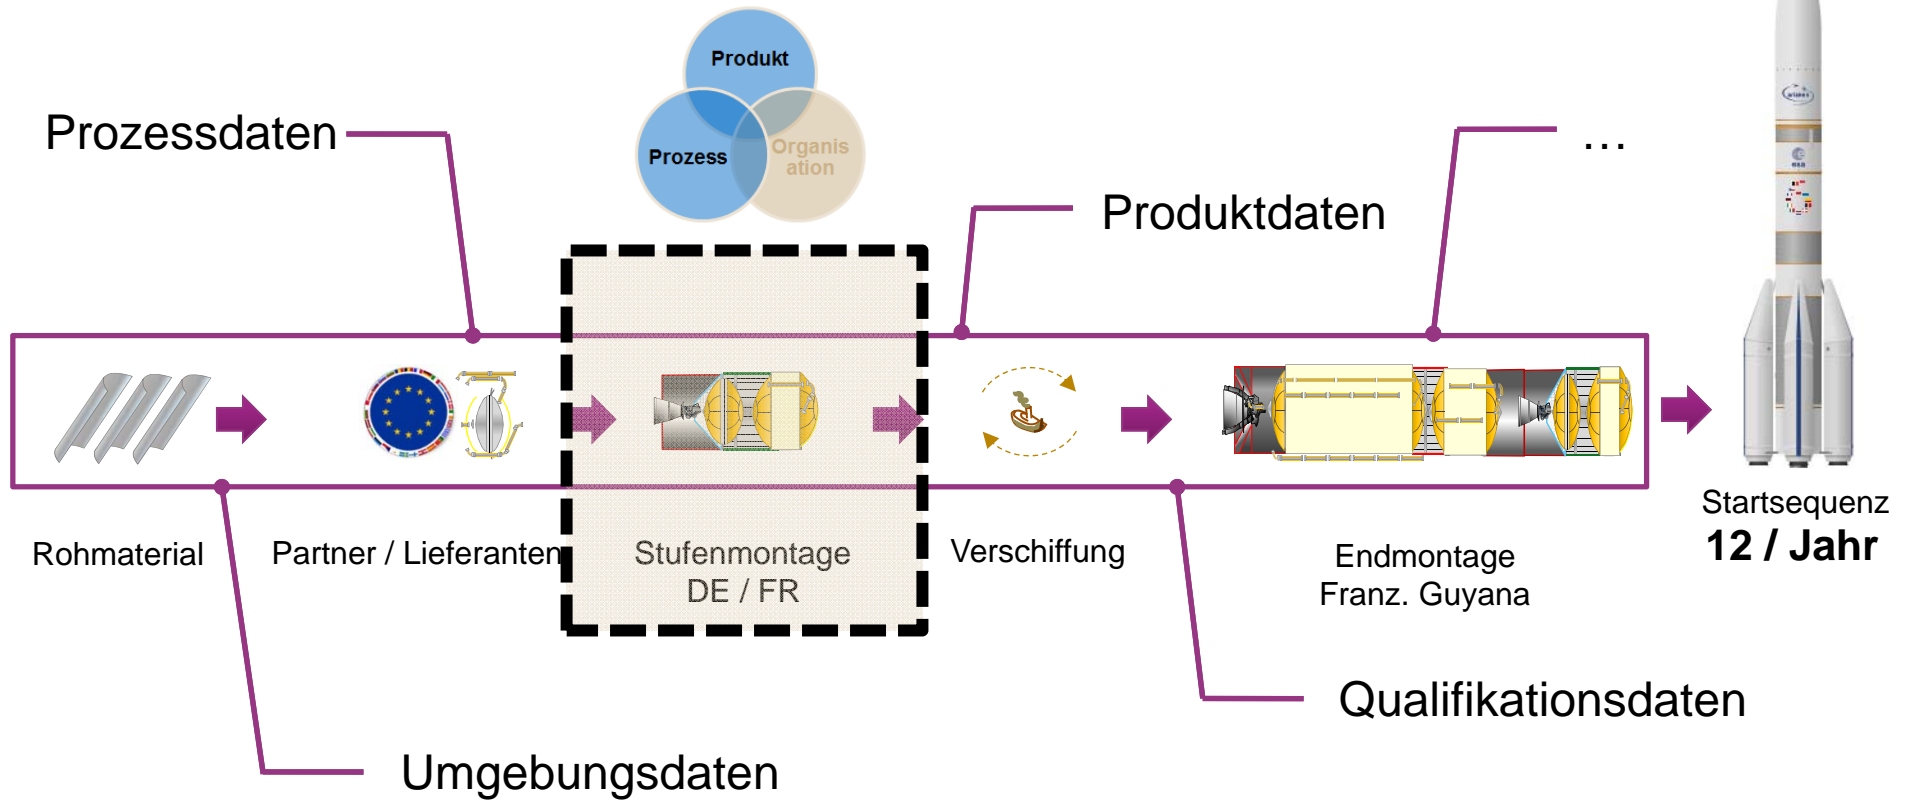 Produkt
Prozess
Organis
ation
Prozessdaten
Produktdaten
…
esa
Rohmaterial
Partner / Lieferanten
Stufenmontage
DE / FR
Verschiffung
Endmontage
Franz. Guyana
Startsequenz
12 / Jahr
Qualifikationsdaten
Umgebungsdaten